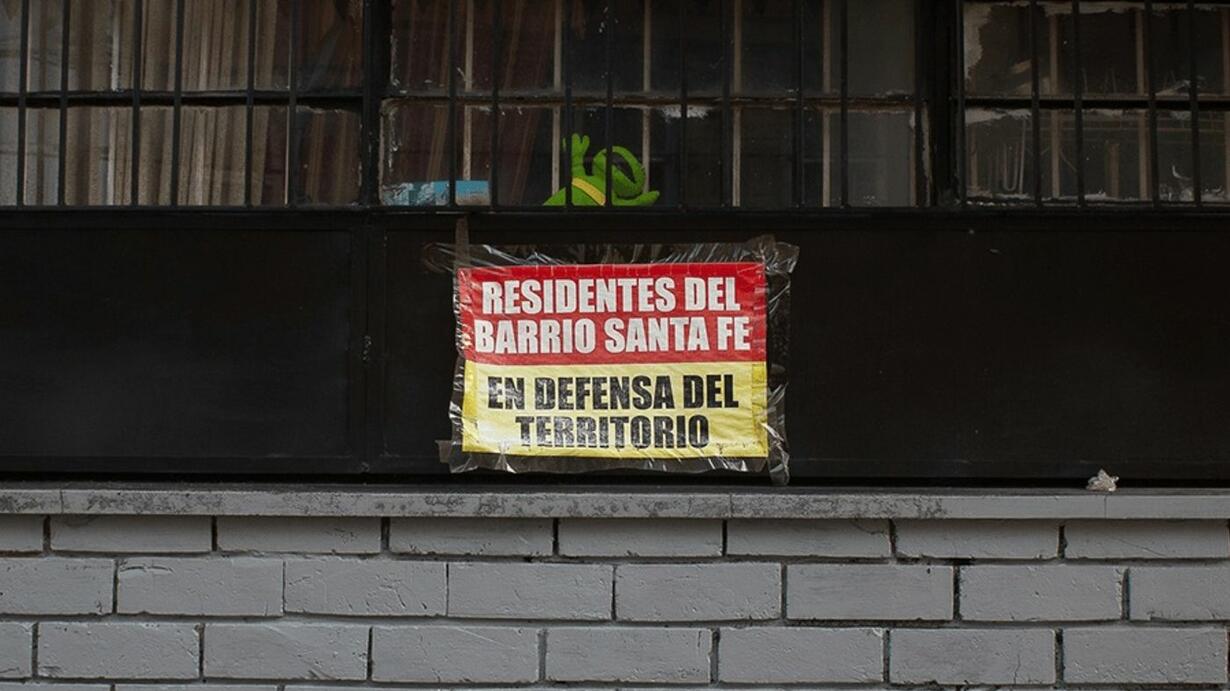 RESIDENTES DEL
BARRIO SANTA FE
EN DEFENSA DEL
TERRITORIO